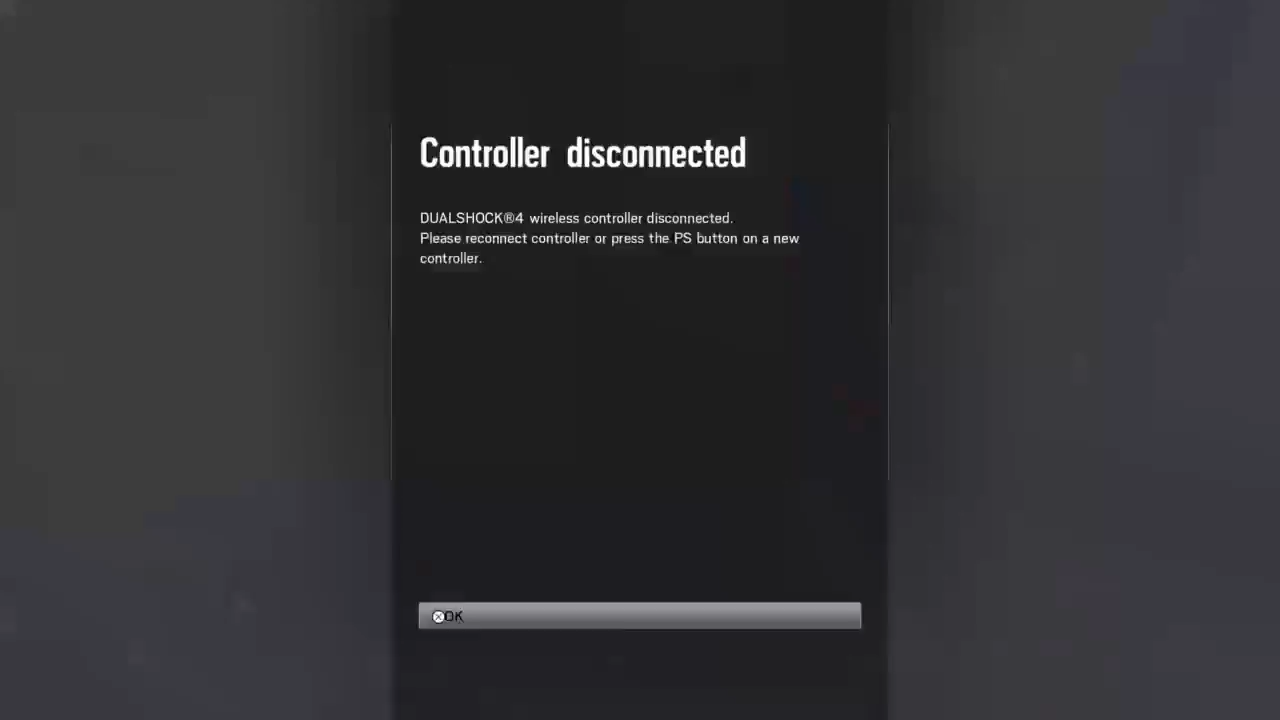 Controller disconnected
DUALSHOCK®4 wireless controller disconnected.
Please reconnect controller or press the PS button on a new
controller.
OK